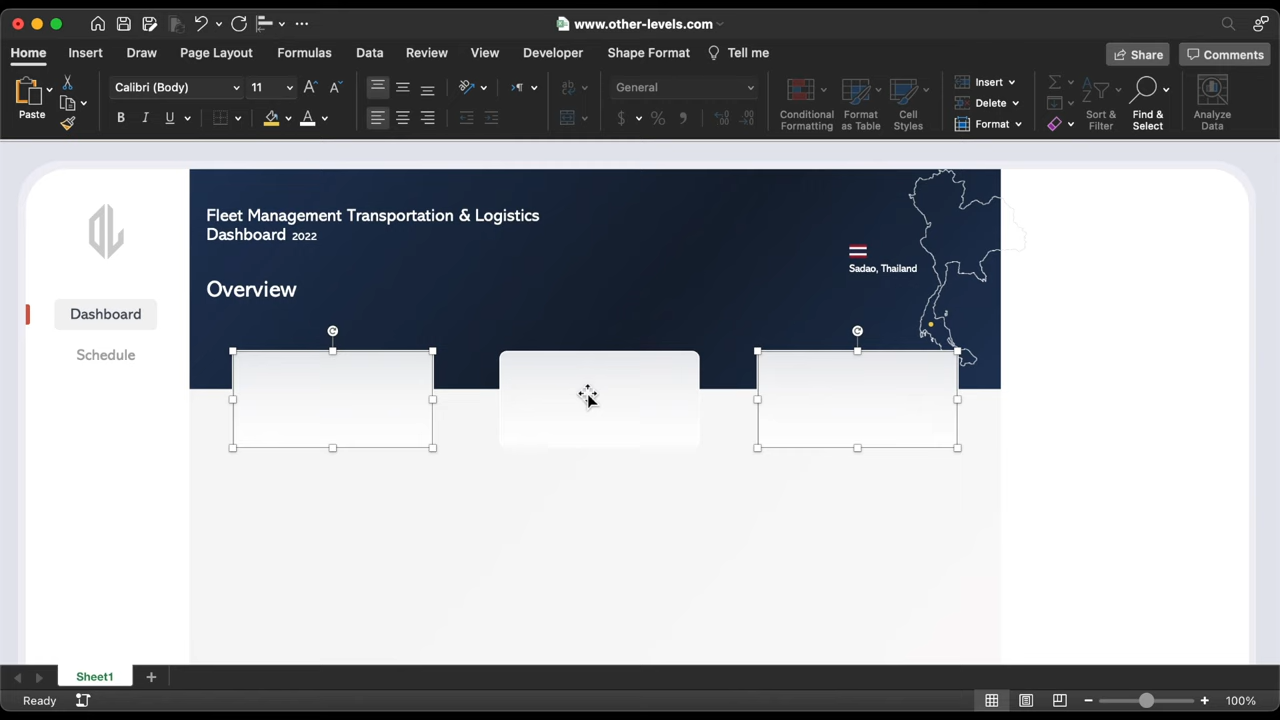 www.other-levels.com
Home Insert Draw Page Layout Formulas Data Review View Developer Shape Format Tell me Share Comments
Paste
Calibri (Body) 11
General
Conditional Formatting
Format as Table
Cell Styles
Insert
Delete
Format
Sort & Filter
Find & Select
Analyze Data
Fleet Management Transportation & Logistics
Dashboard 2022
Sadao, Thailand
Overview
Dashboard
Schedule
Sheet1
Ready 100%